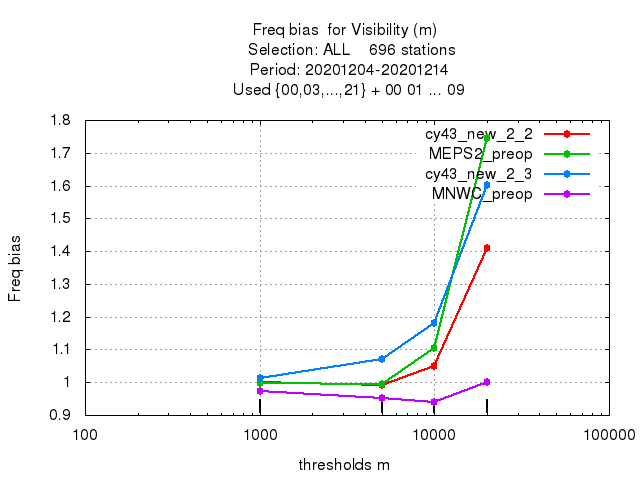 Freq bias  for Visibility (m)
Selection: ALL    696 stations
Period: 20201204-20201214
Used {00,03,...,21} + 00 01 ... 09
1.8
1.7
1.6
1.5
1.4
1.3
1.2
1.1
1
0.9
Freq bias
cy43_new_2_2
MEPS2_preop
cy43_new_2_3
MNWC_preop
100
1000
10000
100000
thresholds m